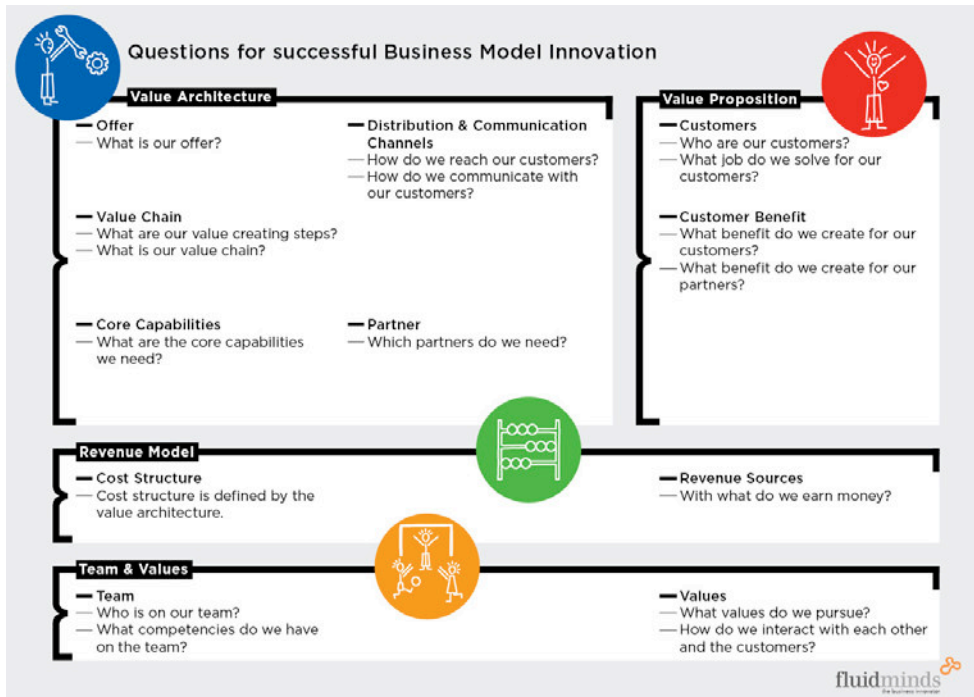 Questions for successful Business Model Innovation
Value Architecture
Offer
What is our offer?
Distribution & Communication
Channels
How do we reach our customers?
How do we communicate with
our customers?
Value Chain
What are our value creating steps?
What is our value chain?
Core Capabilities
What are the core capabilities
we need?
Partner
Which partners do we need?
Value Proposition
Customers
Who are our customers?
What job do we solve for our
customers?
Customer Benefit
What benefit do we create for our
customers?
What benefit do we create for our
partners?
Revenue Model
Cost Structure
Cost structure is defined by the
value architecture.
Revenue Sources
With what do we earn money?
Team & Values
Team
Who is on our team?
What competencies do we have
on the team?
Values
What values do we pursue?
How do we interact with each other
and the customers?
fluidminds
the business innovator